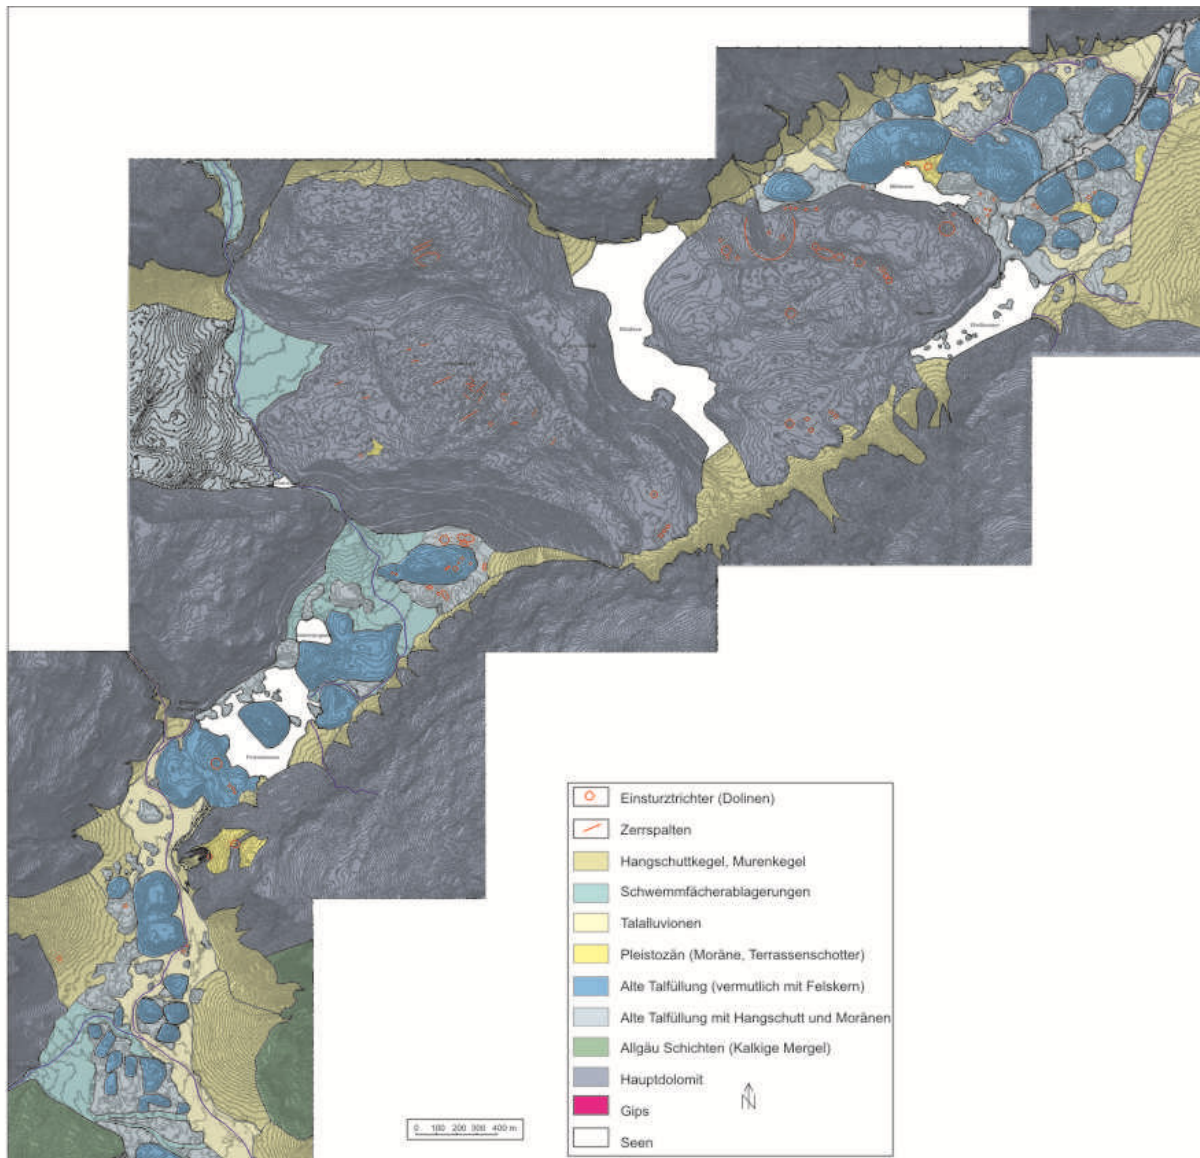 Einsturztrichter (Dolinen)
Zerrspalten
Hangschuttkegel, Murenkegel
Schwemmfächerablagerungen
Talalluvionen
Pleistozän (Moräne, Terrassenschotter)
Alte Talfüllung (vermutlich mit Felskern)
Alte Talfüllung mit Hangschutt und Moränen
Allgäu Schichten (Kalkige Mergel)
Hauptdolomit
N
Gips
Seen
0 100 200 300 400 m